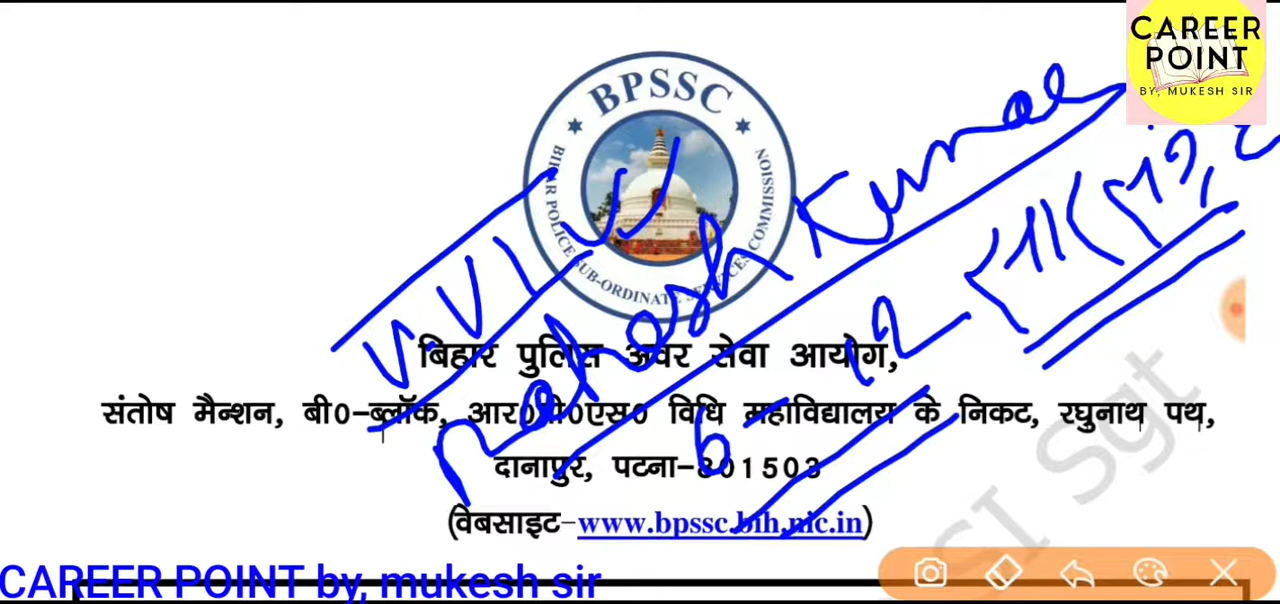 CAREER
POINT
BY, MUKESH SIR
BPSSC
BIHAR POLICE SUB-ORDINATE SERVICES COMMISSION
VVI
Kumar
बिहार पुलिस अवर सेवा आयोग,
संतोष मैन्शन, बी0-ब्लॉक, आर0पी0एस0 विधि महाविद्यालय के निकट, रघुनाथ पथ,
दानापुर, पटना-801503
(वेबसाइट-www.bpssc.bih.nic.in)
6-12
SI Sgt
CAREER POINT by, mukesh sir